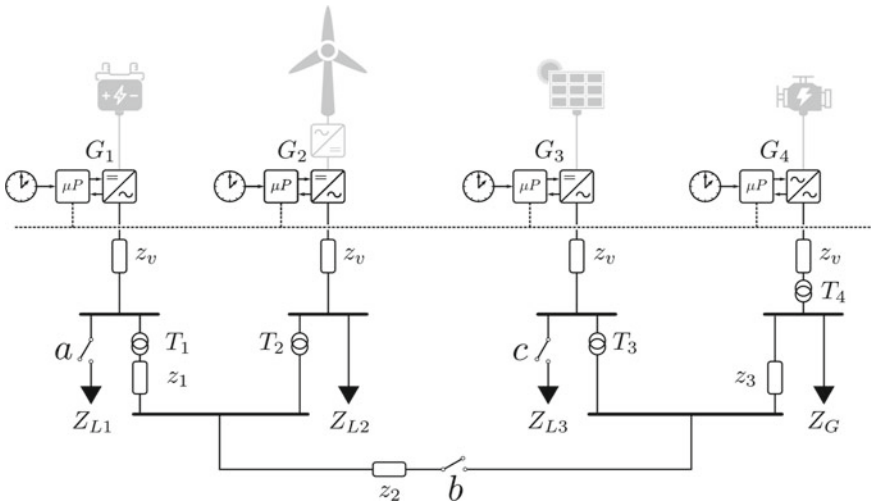 G1 G2 G3 G4
μP μP μP μP
zv zv zv zv
T4
a T1 T2 c T3
z1 z3
ZL1 ZL2 ZL3 ZG
z2 b